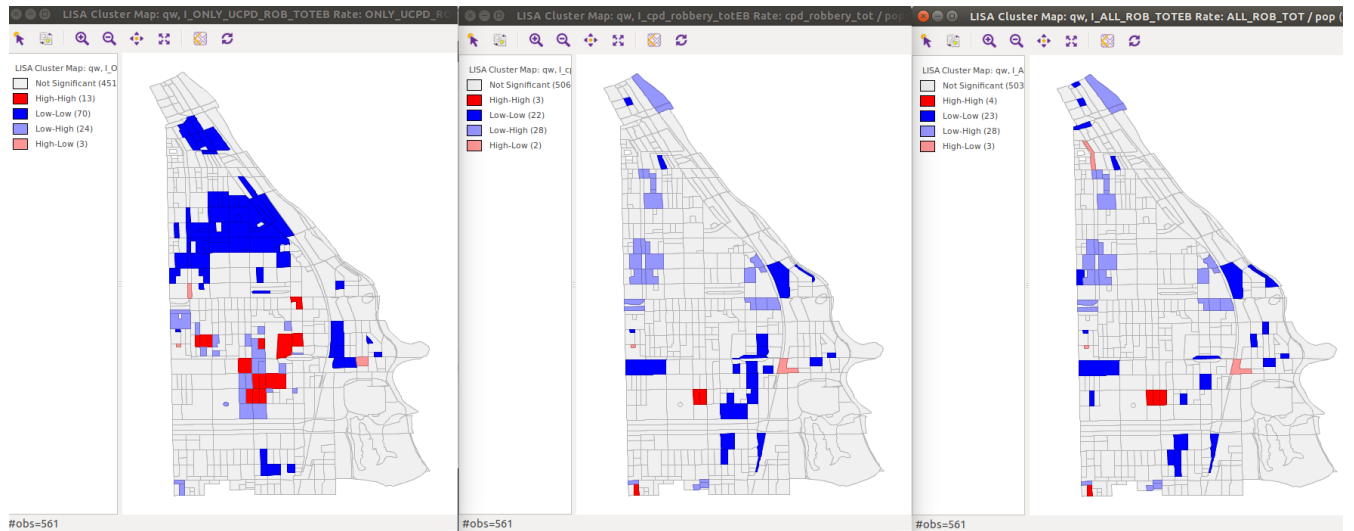 LISA Cluster Map: qw, I_ONLY_UCPD_ROB_TOTEB Rate: ONLY_UCPD_RO
LISA Cluster Map: qw, I_O
Not Significant (451
High-High (13)
Low-Low (70)
Low-High (24)
High-Low (3)
#obs=561
LISA Cluster Map: qw, I_cpd_robbery_totEB Rate: cpd_robbery_tot / pop
LISA Cluster Map: qw, I_cp
Not Significant (506
High-High (3)
Low-Low (22)
Low-High (28)
High-Low (2)
#obs=561
LISA Cluster Map: qw, I_ALL_ROB_TOTEB Rate: ALL_ROB_TOT / pop (
LISA Cluster Map: qw, I_A
Not Significant (503
High-High (4)
Low-Low (23)
Low-High (28)
High-Low (3)
#obs=561